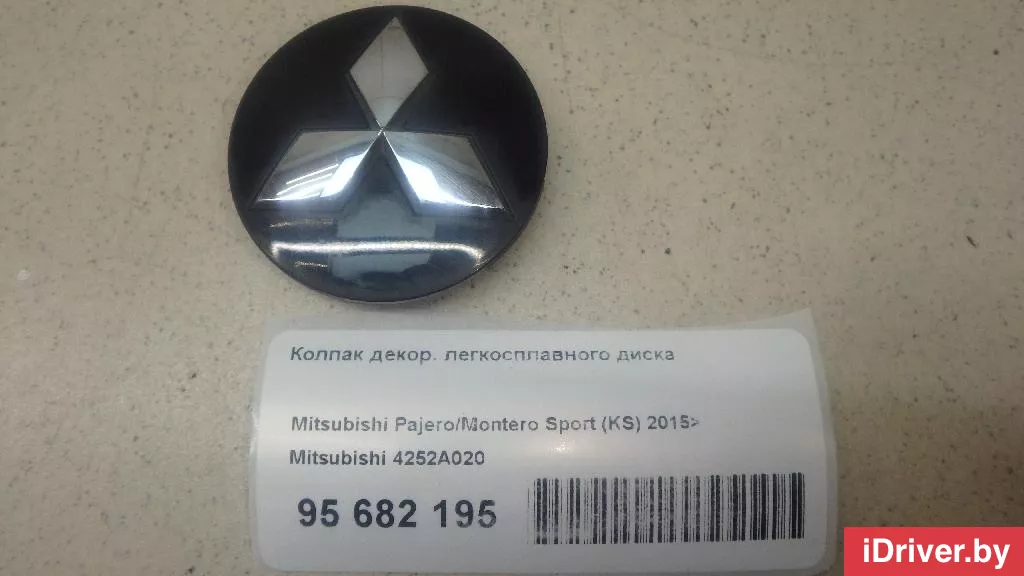 Колпак декор. легкосплавного диска
Mitsubishi Pajero/Montero Sport (KS) 2015>
Mitsubishi 4252A020
95 682 195
iDriver.by